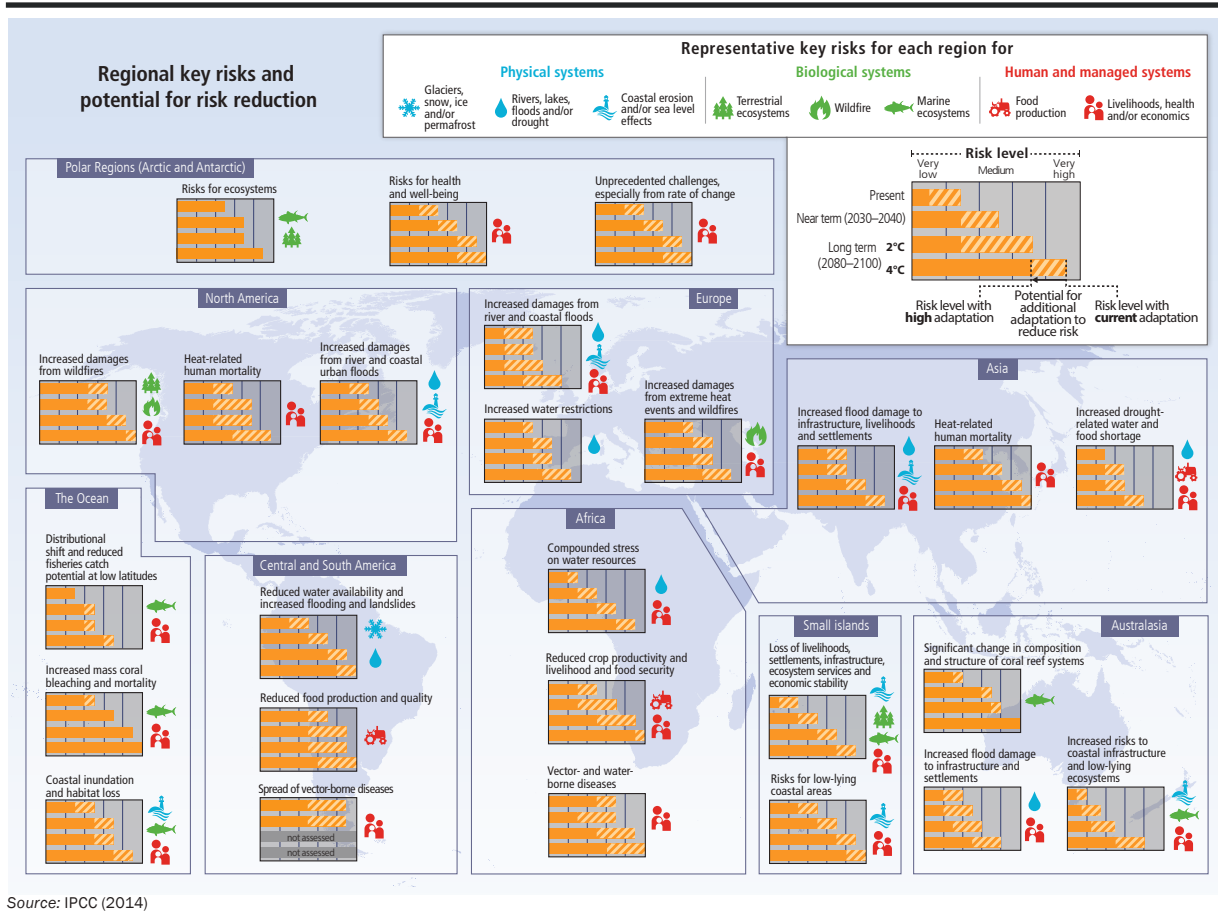 Regional key risks and
potential for risk reduction
Representative key risks for each region for
Physical systems
Biological systems
Human and managed systems
Glaciers,
snow, ice
and/or
permafrost
Rivers, lakes,
floods and/or
drought
Coastal erosion
and/or sea level
effects
Terrestrial
ecosystems
Wildfire
Marine
ecosystems
Food
production
Livelihoods, health
and/or economics
Risk level
Very
low
Medium
Very
high
Present
Near term (2030–2040)
Long term
(2080–2100)
2°C
4°C
Risk level with
high adaptation
Potential for
additional
adaptation to
reduce risk
Risk level with
current adaptation
Polar Regions (Arctic and Antarctic)
Risks for ecosystems
Risks for health
and well-being
Unprecedented challenges,
especially from rate of change
North America
Increased damages
from wildfires
Heat-related
human mortality
Increased damages
from river and coastal
urban floods
Europe
Increased damages from
river and coastal floods
Increased water restrictions
Increased damages
from extreme heat
events and wildfires
Asia
Increased flood damage to
infrastructure, livelihoods
and settlements
Heat-related
human mortality
Increased drought-
related water and
food shortage
The Ocean
Distributional
shift and reduced
fisheries catch
potential at low latitudes
Increased mass coral
bleaching and mortality
Coastal inundation
and habitat loss
Central and South America
Reduced water availability and
increased flooding and landslides
Reduced food production and quality
Spread of vector-borne diseases
not assessed
not assessed
Africa
Compounded stress
on water resources
Reduced crop productivity and
livelihood and food security
Vector- and water-
borne diseases
Small islands
Loss of livelihoods,
settlements, infrastructure,
ecosystem services and
economic stability
Risks for low-lying
coastal areas
Australasia
Significant change in composition
and structure of coral reef systems
Increased flood damage
to infrastructure and
settlements
Increased risks to
coastal infrastructure
and low-lying
ecosystems
Source: IPCC (2014)